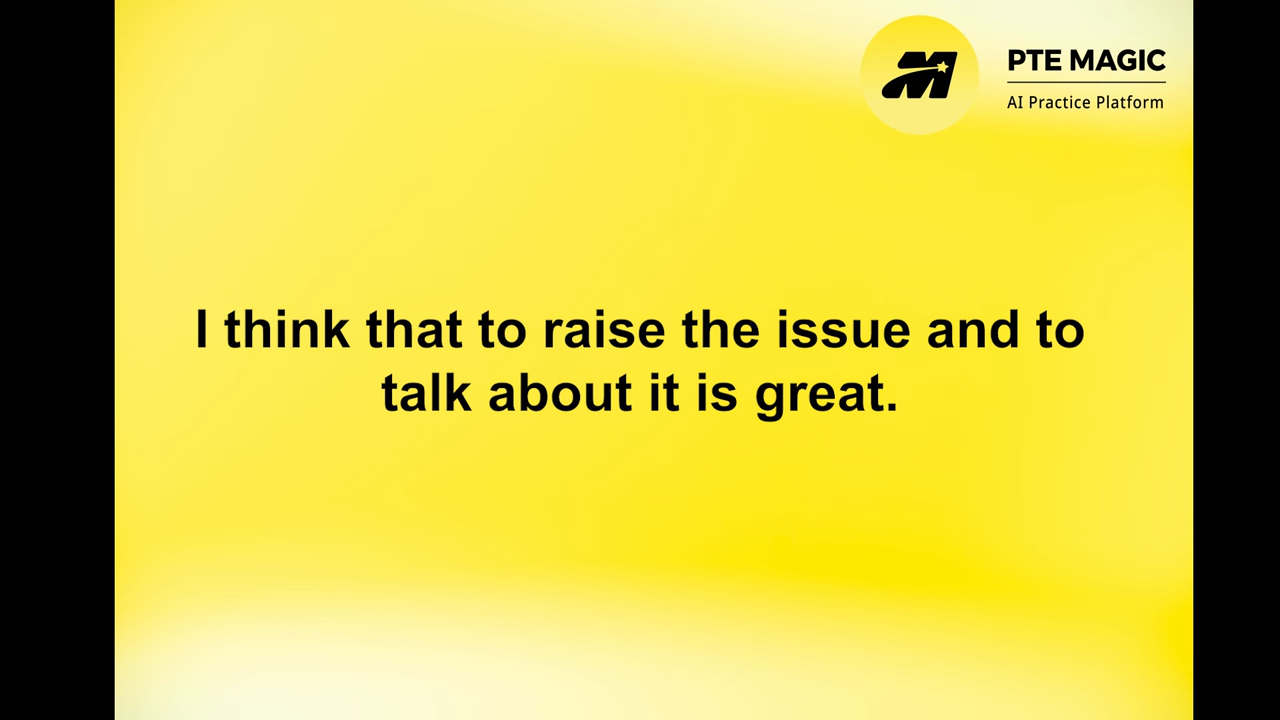 PTE MAGIC
AI Practice Platform
I think that to raise the issue and to
talk about it is great.